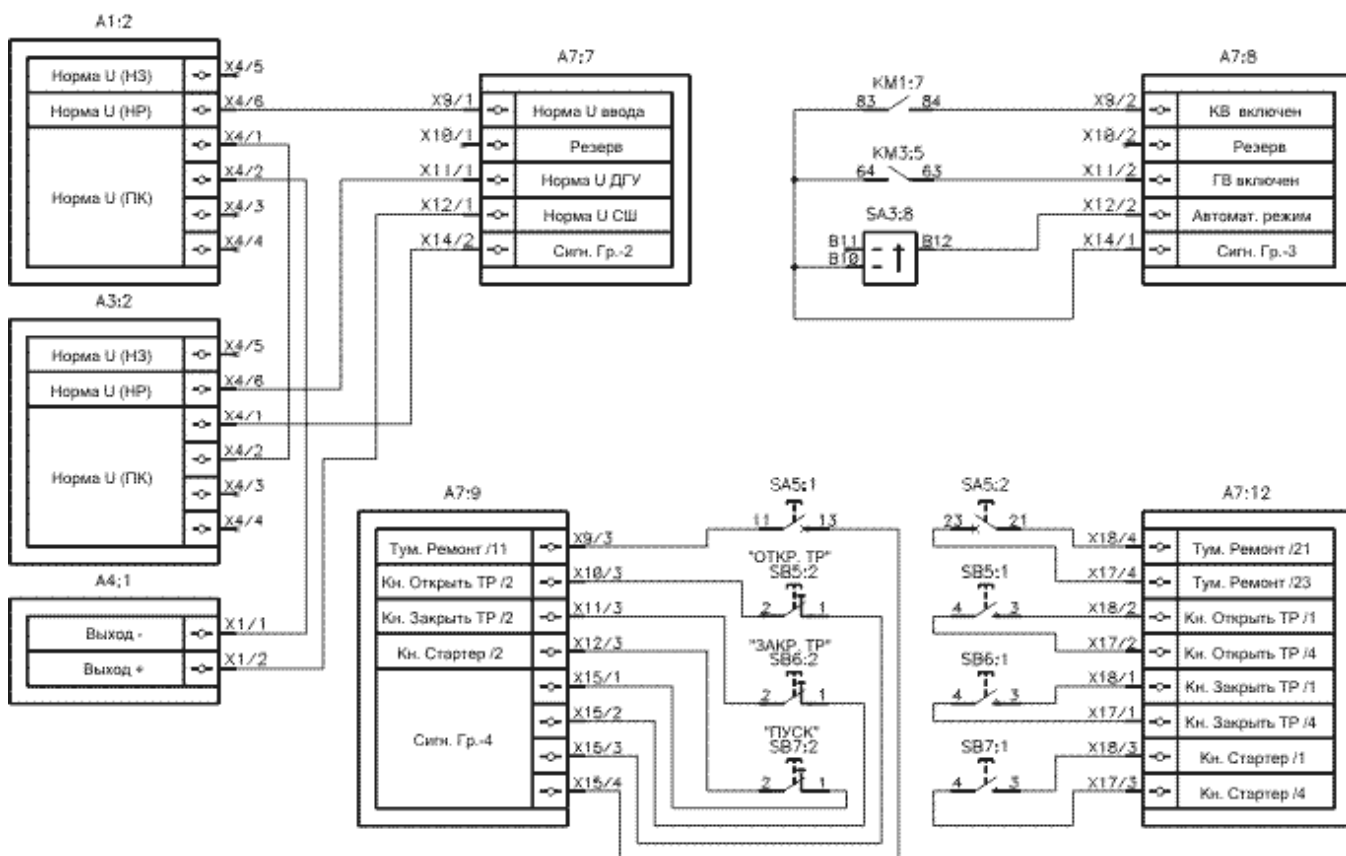 A1:2
Норма U (НЗ)
X4/5
Норма U (НР)
X4/6
Норма U (ПК)
X4/1
X4/2
X4/3
X4/4
A3:2
Норма U (НЗ)
X4/5
Норма U (НР)
X4/6
Норма U (ПК)
X4/1
X4/2
X4/3
X4/4
A4:1
Выход -
X1/1
Выход +
X1/2
A7:7
X9/1
Норма U ввода
X10/1
Резерв
X11/1
Норма U ДГУ
X12/1
Норма U СШ
X14/2
Сигн. Гр.-2
KM1:7
83
84
KM3:5
64
63
SA3:8
B11
B10
B12
A7:8
X9/2
КВ включен
X10/2
Резерв
X11/2
ГВ включен
X12/2
Автомат. режим
X14/1
Сигн. Гр.-3
A7:9
Тум. Ремонт /11
X9/3
Кн. Открыть ТР /2
X10/3
Кн. Закрыть ТР /2
X11/3
Кн. Стартер /2
X12/3
Сигн. Гр.-4
X15/1
X15/2
X15/3
X15/4
SA5:1
11
13
"ОТКР. ТР"
SB5:2
2
1
"ЗАКР. ТР"
SB6:2
2
1
"ПУСК"
SB7:2
2
1
SA5:2
23
21
SB5:1
4
3
SB6:1
4
3
SB7:1
4
3
A7:12
X18/4
Тум. Ремонт /21
X17/4
Тум. Ремонт /23
X18/2
Кн. Открыть ТР /1
X17/2
Кн. Открыть ТР /4
X18/1
Кн. Закрыть ТР /1
X17/1
Кн. Закрыть ТР /4
X18/3
Кн. Стартер /1
X17/3
Кн. Стартер /4